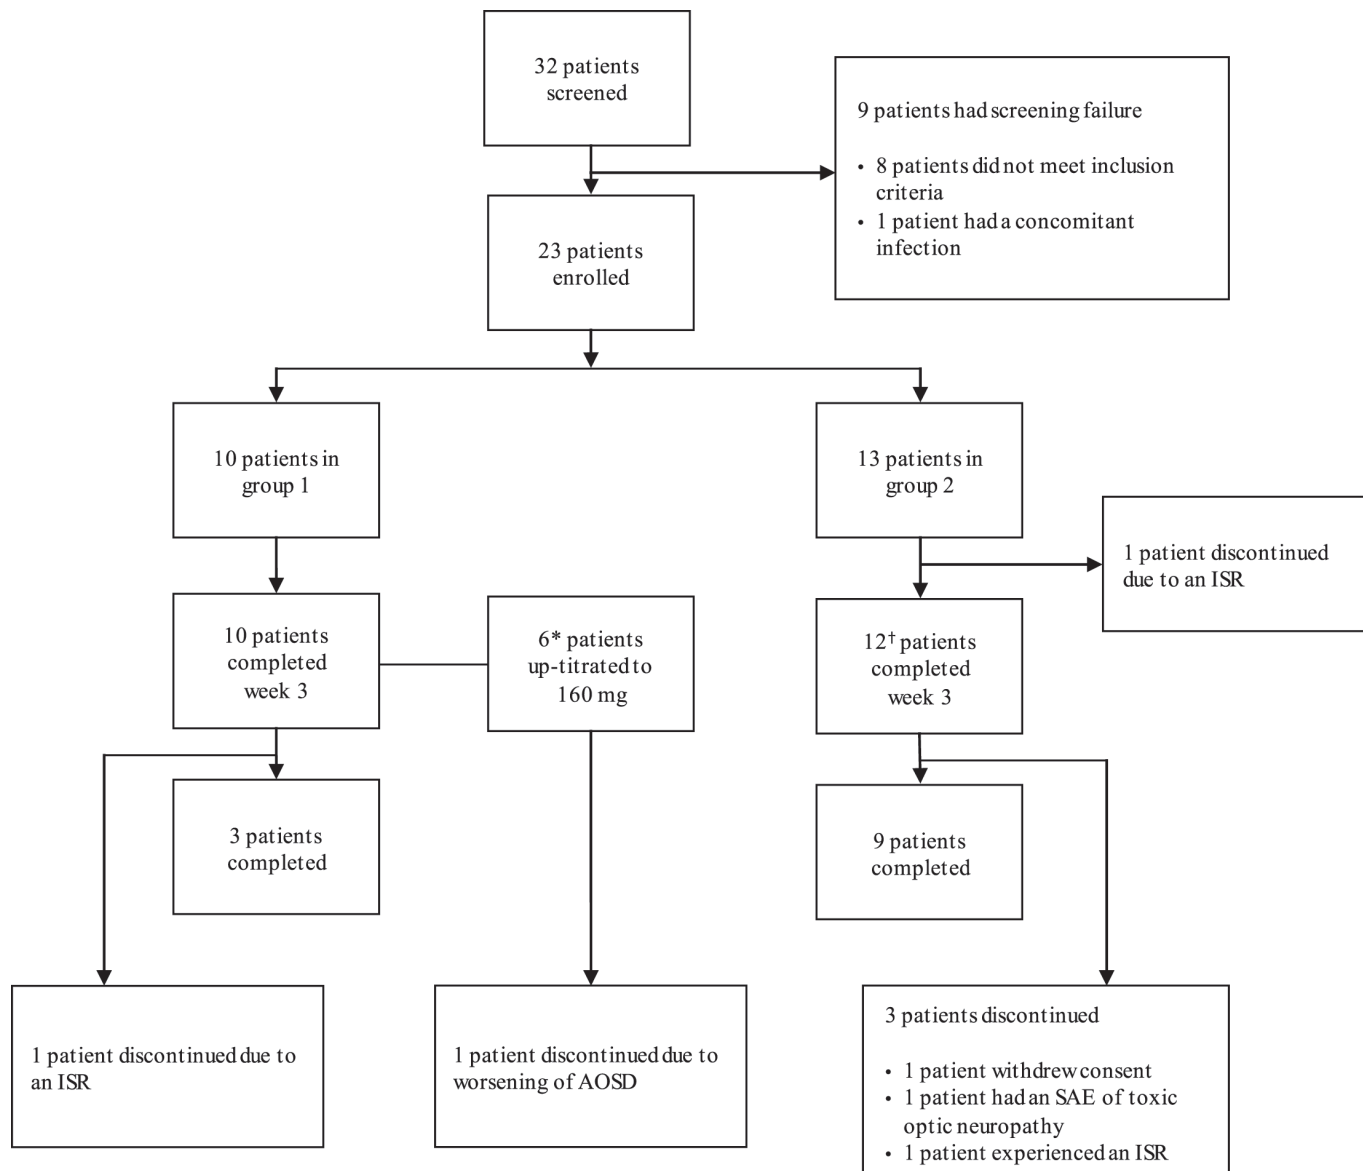 32 patients
screened
9 patients had screening failure
• 8 patients did not meet inclusion
criteria
• 1 patient had a concomitant
infection
23 patients
enrolled
10 patients in
group 1
13 patients in
group 2
1 patient discontinued
due to an ISR
10 patients
completed
week 3
6* patients
up-titrated to
160 mg
12† patients
completed
week 3
3 patients
completed
9 patients
completed
1 patient discontinued due to
an ISR
1 patient discontinued due to
worsening of AOSD
3 patients discontinued
• 1 patient withdrew consent
• 1 patient had an SAE of toxic
optic neuropathy
• 1 patient experienced an ISR